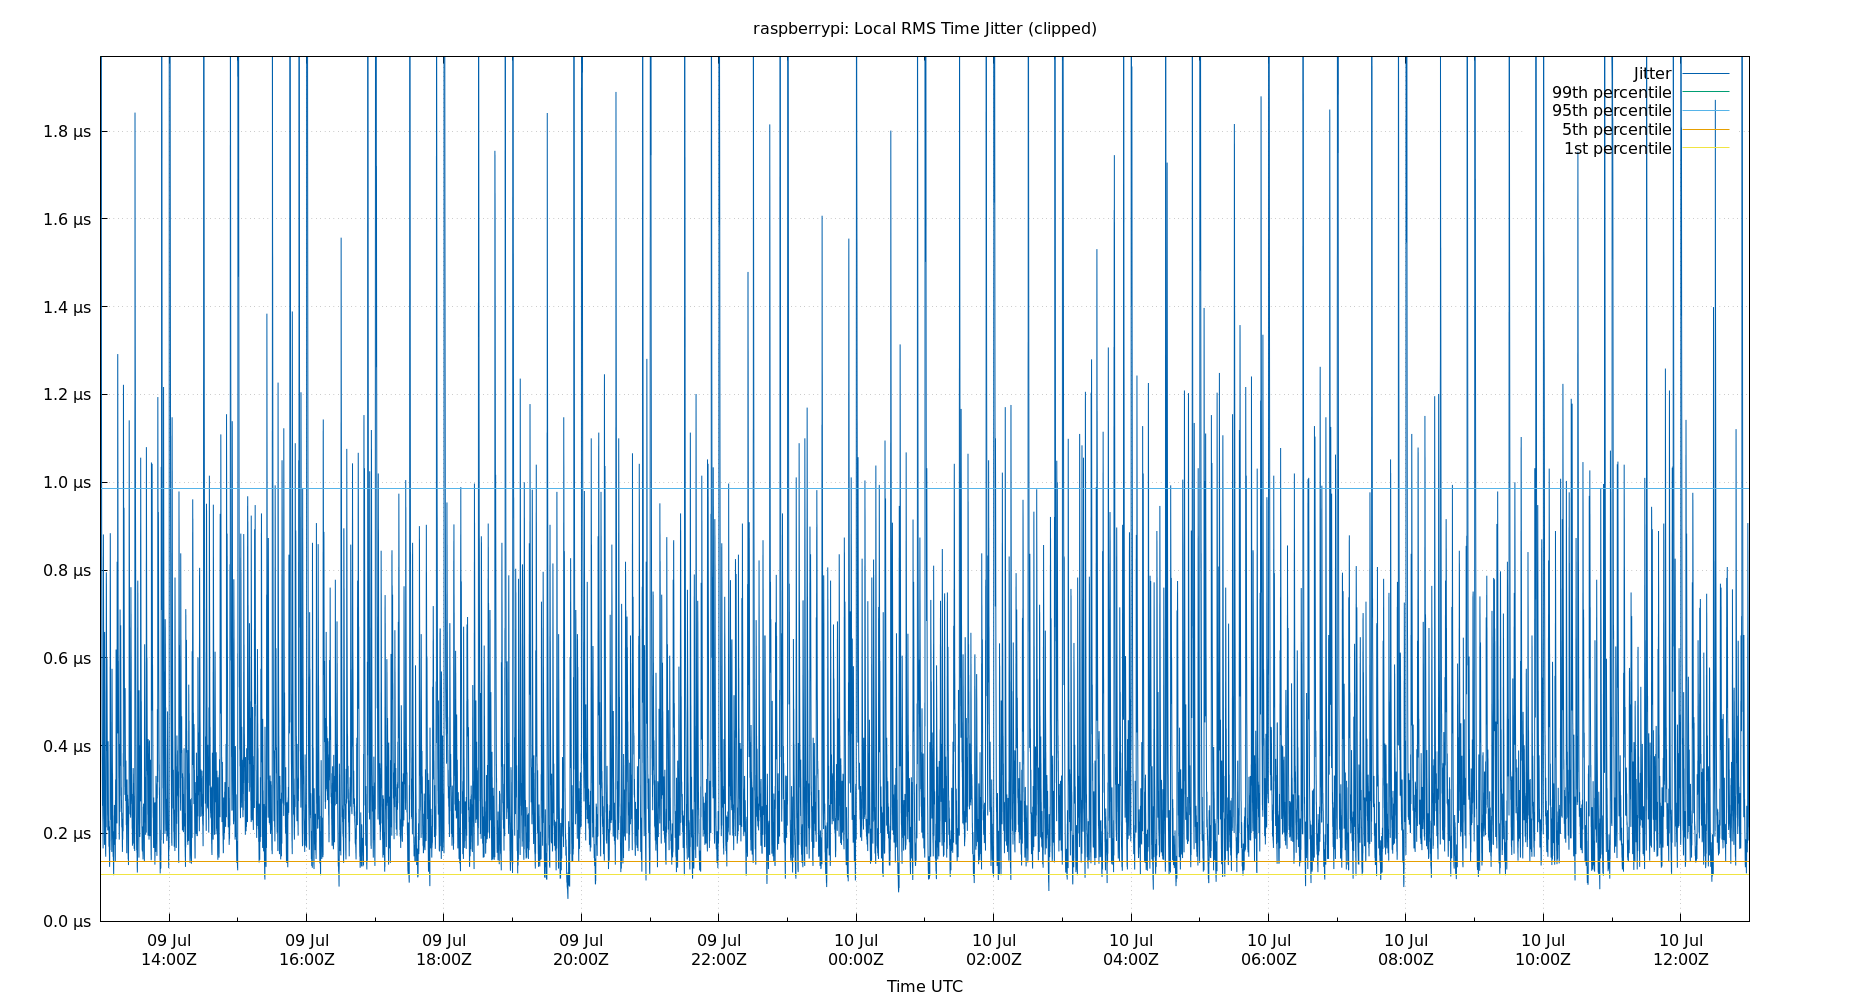 raspberrypi: Local RMS Time Jitter (clipped)
Jitter
99th percentile
95th percentile
5th percentile
1st percentile
1.8 µs
1.6 µs
1.4 µs
1.2 µs
1.0 µs
0.8 µs
0.6 µs
0.4 µs
0.2 µs
0.0 µs
09 Jul 09 Jul 09 Jul 09 Jul 09 Jul 10 Jul 10 Jul 10 Jul 10 Jul 10 Jul 10 Jul 10 Jul
14:00Z 16:00Z 18:00Z 20:00Z 22:00Z 00:00Z 02:00Z 04:00Z 06:00Z 08:00Z 10:00Z 12:00Z
Time UTC